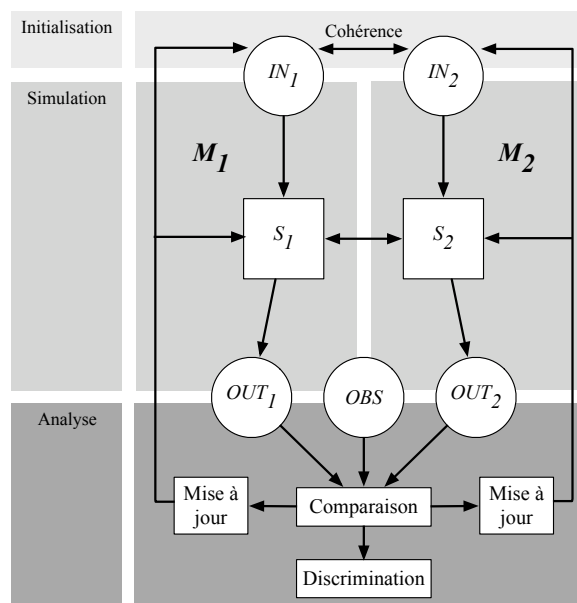 Initialisation
Cohérence
IN1
IN2
Simulation
M1
M2
S1
S2
OUT1
OBS
OUT2
Analyse
Mise à
jour
Comparaison
Mise à
jour
Discrimination